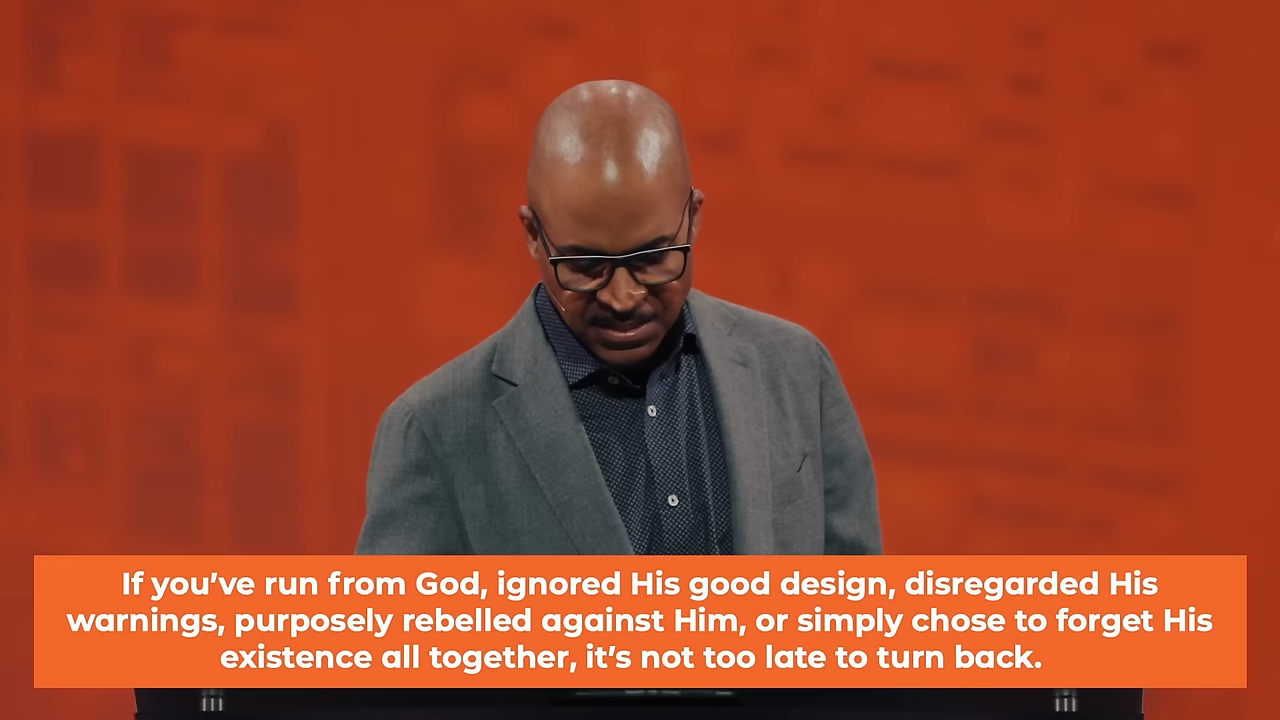 If you’ve run from God, ignored His good design, disregarded His
warnings, purposely rebelled against Him, or simply chose to forget His
existence all together, it’s not too late to turn back.